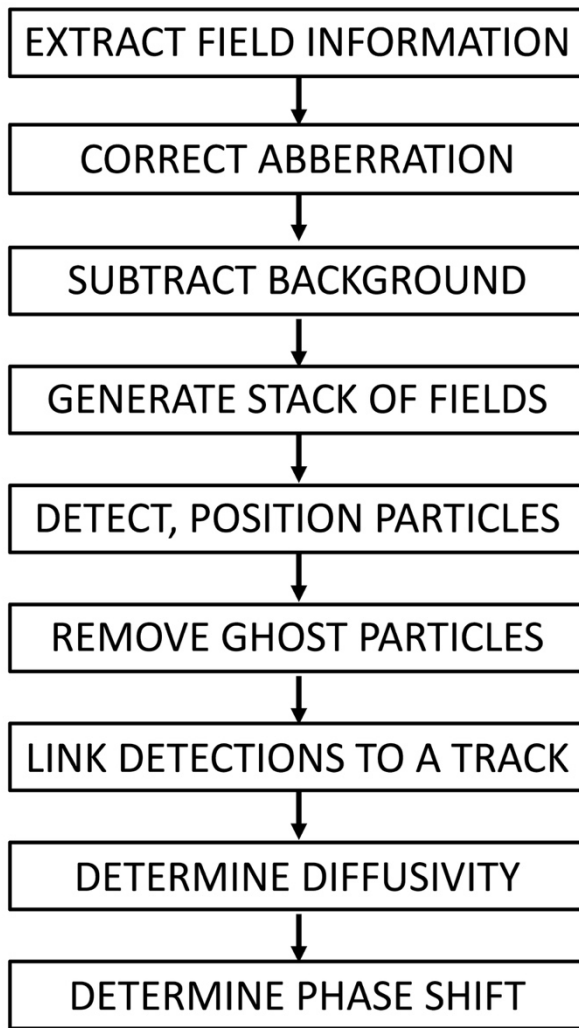 EXTRACT FIELD INFORMATION
CORRECT ABBERRATION
SUBTRACT BACKGROUND
GENERATE STACK OF FIELDS
DETECT, POSITION PARTICLES
REMOVE GHOST PARTICLES
LINK DETECTIONS TO A TRACK
DETERMINE DIFFUSIVITY
DETERMINE PHASE SHIFT